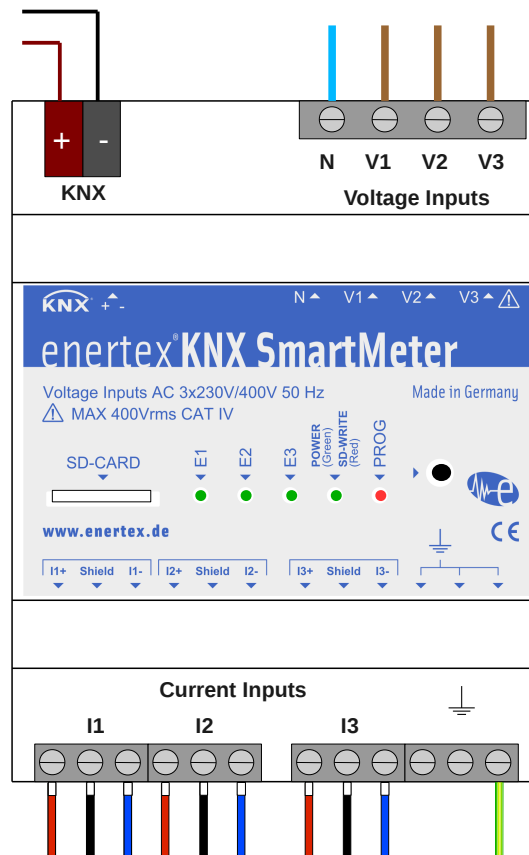 + -
KNX
N V1 V2 V3
Voltage Inputs
KNX + - N V1 V2 V3
enertex® KNX SmartMeter
Voltage Inputs AC 3x230V/400V 50 Hz
Made in Germany
MAX 400Vrms CAT IV
SD-CARD
E1
E2
E3
POWER
(Green)
SD-WRITE
(Red)
PROG
e
www.enertex.de
CE
I1+ Shield I1- I2+ Shield I2- I3+ Shield I3-
Current Inputs
I1 I2 I3